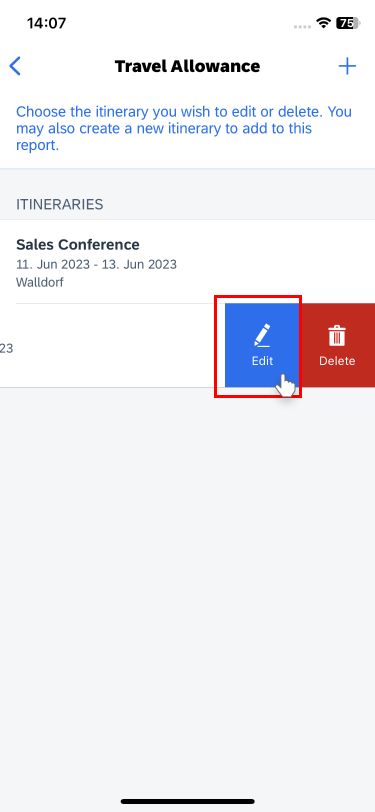 14:07
75
Travel Allowance
Choose the itinerary you wish to edit or delete. You
may also create a new itinerary to add to this
report.
ITINERARIES
Sales Conference
11. Jun 2023 - 13. Jun 2023
Walldorf
23
Edit
Delete